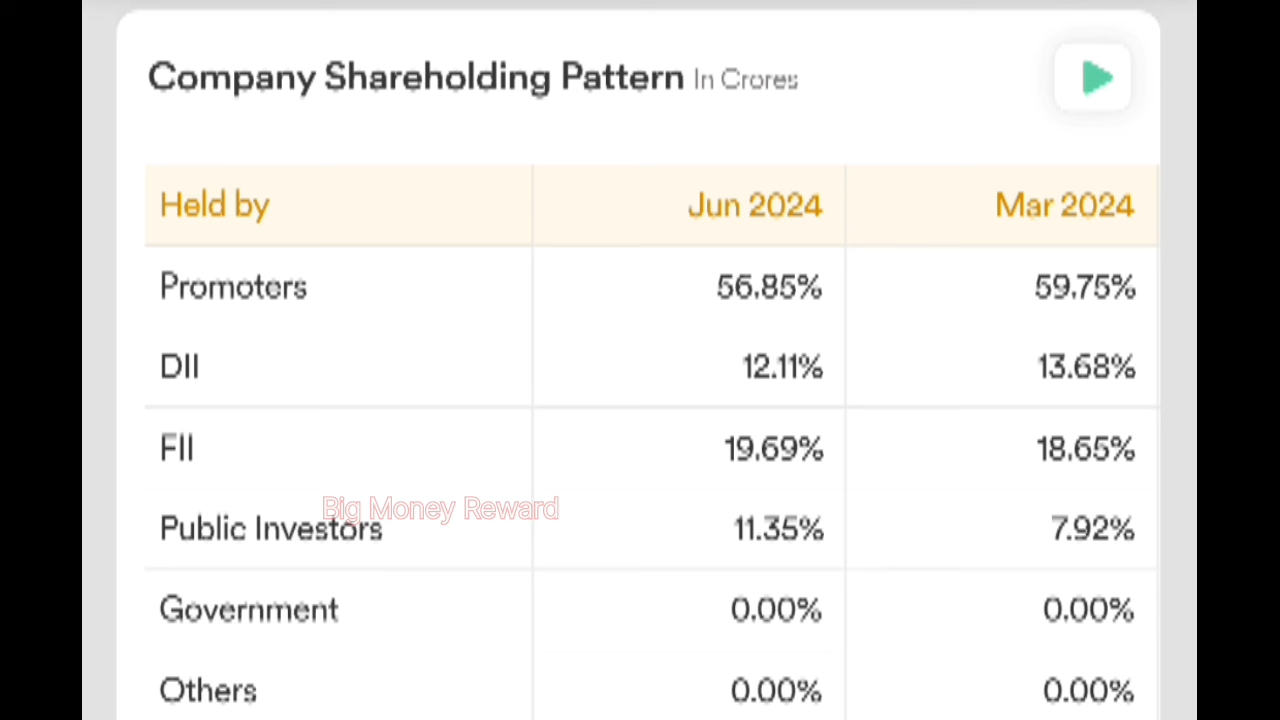 Company Shareholding Pattern In Crores
Held by Jun 2024 Mar 2024
Promoters 56.85% 59.75%
DII 12.11% 13.68%
FII 19.69% 18.65%
Big Money Reward
Public Investors 11.35% 7.92%
Government 0.00% 0.00%
Others 0.00% 0.00%